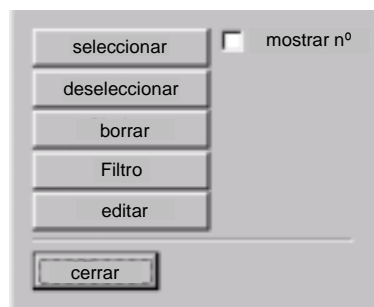 seleccionar
mostrar nº
deseleccionar
borrar
Filtro
editar
cerrar